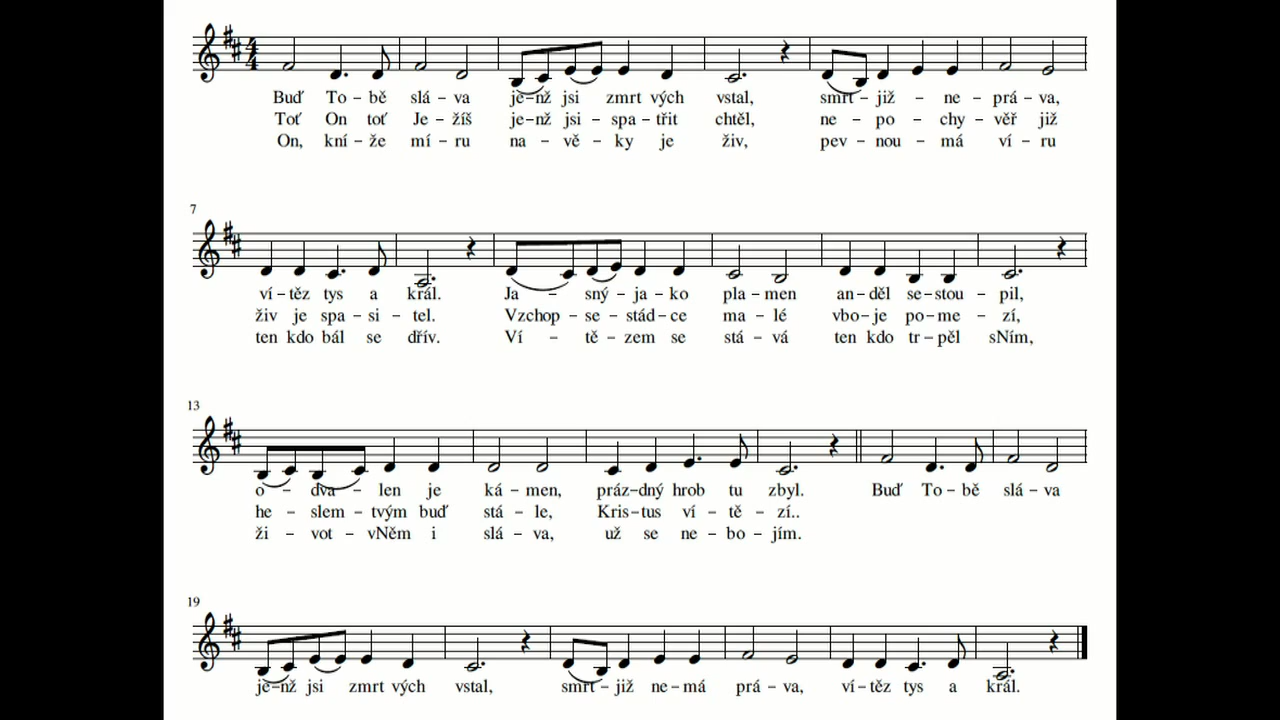 Buď To – bě slá – va je–nž jsi zmrt vých vstal, smrt – již – ne – prá – va,
Toť On toť Je – žíš je–nž jsi – spa – třit chtěl, ne – po – chy – věř již
On, kní – že mí – ru na – vě – ky je živ, pev – nou – má ví – ru
7
ví – těz tys a král. Ja – sný – ja – ko pla – men an – děl se – stou – pil,
živ je spa – si – tel. Vzchop – se – stád – ce ma – lé vbo – je po – me – zí,
ten kdo bál se dřív. Ví – tě – zem se stá – vá ten kdo tr – pěl sNím,
13
o – dva – len je ká – men, práz–dný hrob tu zbyl. Buď To – bě slá – va
he – slem – tvým buď stá – le, Kris–tus ví – tě – zí..
ži – vot – vNěm i slá – va, už se ne – bo – jím.
19
je–nž jsi zmrt vých vstal, smrt – již ne – má prá – va, ví – těz tys a král.